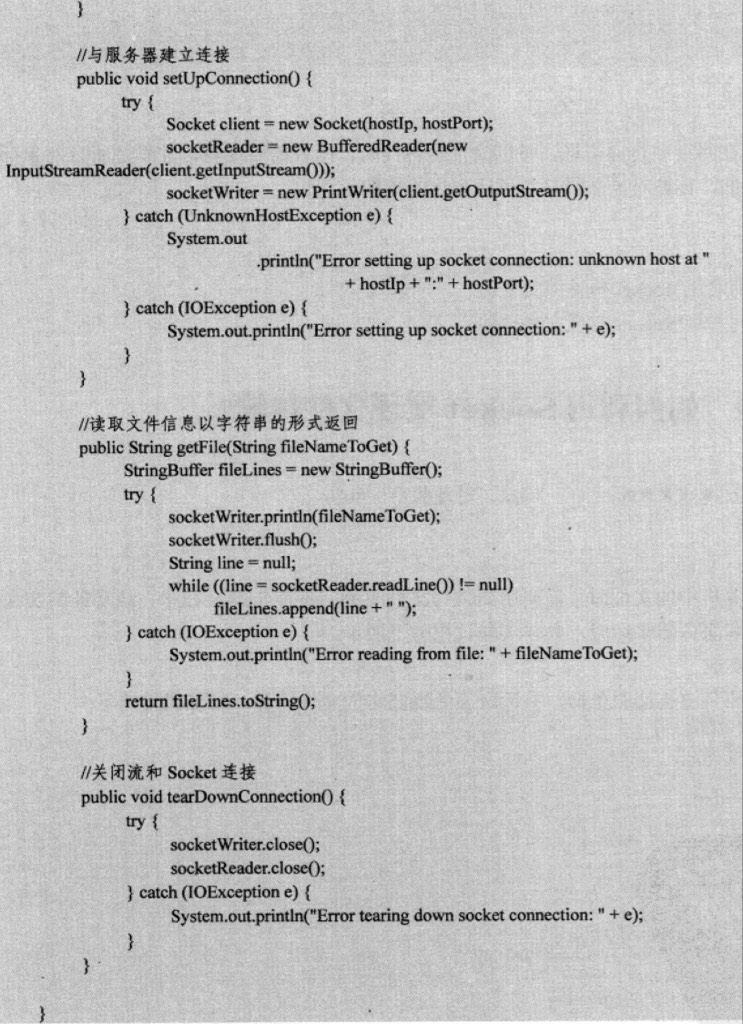 }
//与服务器建立连接
public void setUpConnection() {
try {
Socket client = new Socket(hostIp, hostPort);
socketReader = new BufferedReader(new
InputStreamReader(client.getInputStream()));
socketWriter = new PrintWriter(client.getOutputStream());
} catch (UnknownHostException e) {
System.out
.println("Error setting up socket connection: unknown host at "
+ hostIp + ":" + hostPort);
} catch (IOException e) {
System.out.println("Error setting up socket connection: " + e);
}
}
//读取文件信息以字符串的形式返回
public String getFile(String fileNameToGet) {
StringBuffer fileLines = new StringBuffer();
try {
socketWriter.println(fileNameToGet);
socketWriter.flush();
String line = null;
while ((line = socketReader.readLine()) != null)
fileLines.append(line + " ");
} catch (IOException e) {
System.out.println("Error reading from file: " + fileNameToGet);
}
return fileLines.toString();
}
//关闭流和 Socket 连接
public void tearDownConnection() {
try {
socketWriter.close();
socketReader.close();
} catch (IOException e) {
System.out.println("Error tearing down socket connection: " + e);
}
}
}